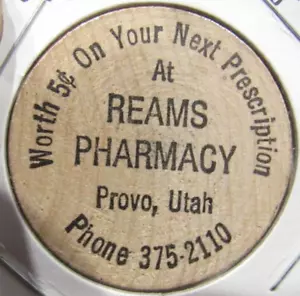 Worth 5¢ On Your Next Prescription
At
REAMS
PHARMACY
Provo, Utah
Phone 375-2110